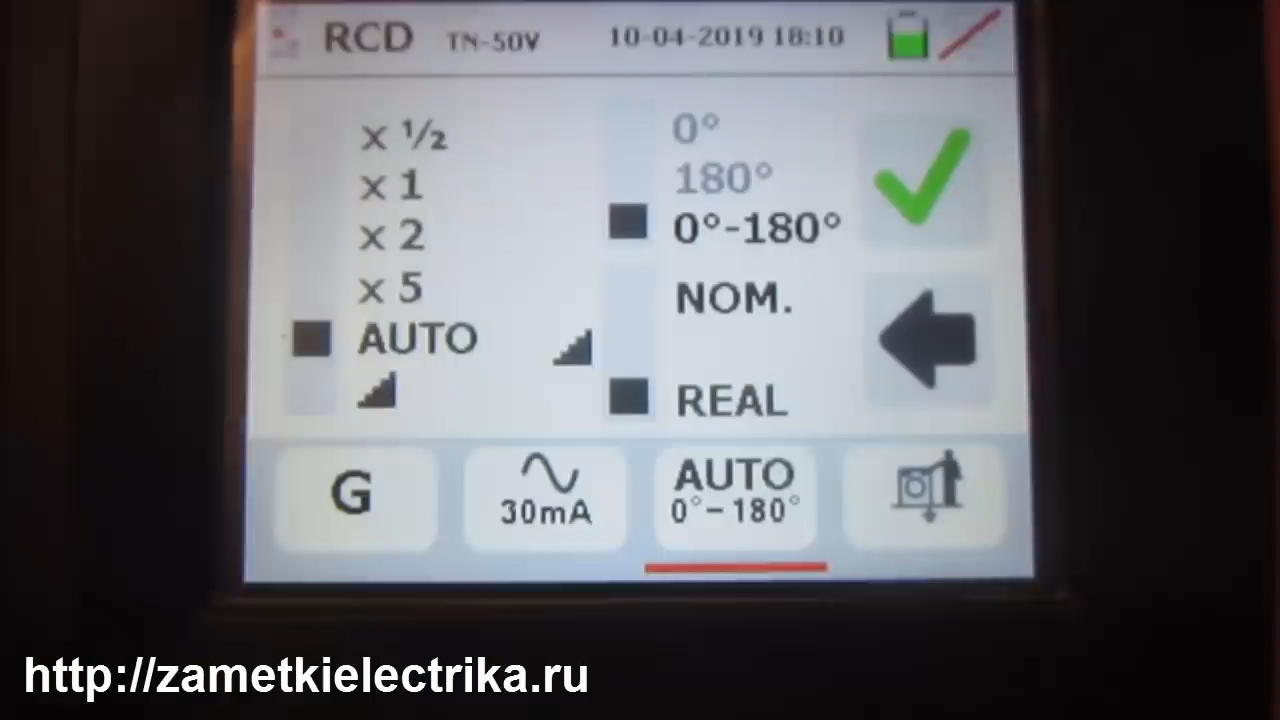 RCD TN-50V 10-04-2019 18:10
x ½
x 1
x 2
x 5
AUTO
0°
180°
0°-180°
NOM.
REAL
G
30mA
AUTO
0°-180°
http://zametkielectrika.ru